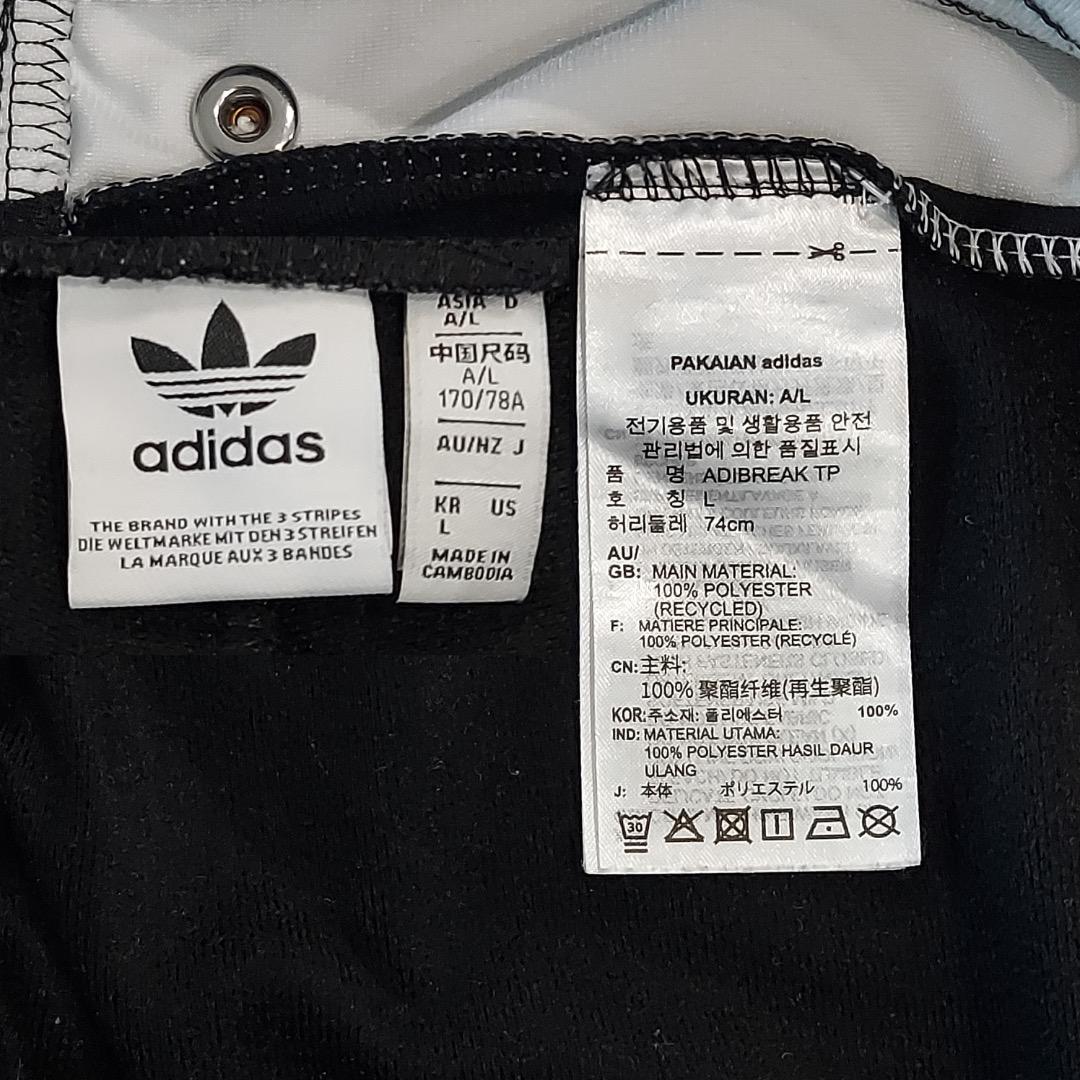 adidas
THE BRAND WITH THE 3 STRIPES
DIE WELTMARKE MIT DEN 3 STREIFEN
LA MARQUE AUX 3 BANDES
ASIA D
A/L
中国尺码
A/L
170/78A
AU/NZ J
KR US
L
MADE IN
CAMBODIA
PAKAIAN adidas
UKURAN: A/L
전기용품 및 생활용품 안전
관리법에 의한 품질표시
품 명 ADIBREAK TP
호 칭 L
허리둘레 74cm
AU/
GB: MAIN MATERIAL:
100% POLYESTER
(RECYCLED)
F: MATIERE PRINCIPALE:
100% POLYESTER (RECYCLÉ)
CN:主料:
100% 聚酯纤维(再生聚酯)
KOR:주소재: 폴리에스터 100%
IND: MATERIAL UTAMA:
100% POLYESTER HASIL DAUR
ULANG
J: 本体 ポリエステル 100%
30